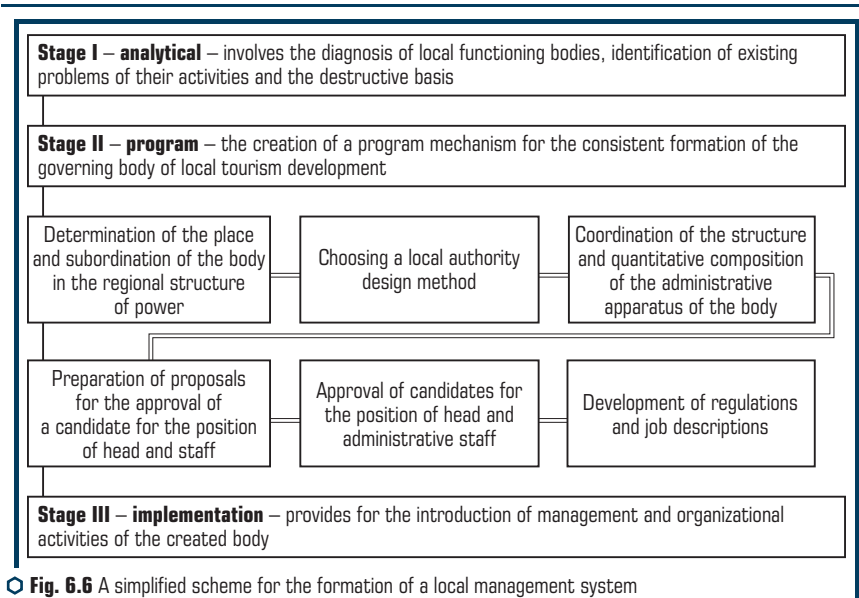 Stage I – analytical – involves the diagnosis of local functioning bodies, identification of existing
problems of their activities and the destructive basis
Stage II – program – the creation of a program mechanism for the consistent formation of the
governing body of local tourism development
Determination of the place
and subordination of the body
in the regional structure
of power
Choosing a local authority
design method
Coordination of the structure
and quantitative composition
of the administrative
apparatus of the body
Preparation of proposals
for the approval of
a candidate for the position
of head and staff
Approval of candidates for
the position of head and
administrative staff
Development of regulations
and job descriptions
Stage III – implementation – provides for the introduction of management and organizational
activities of the created body
Fig. 6.6 A simplified scheme for the formation of a local management system